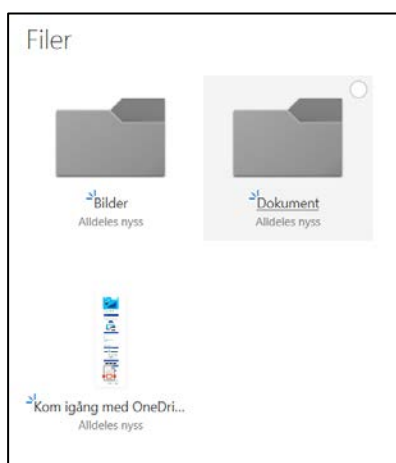 Filer
Bilder
Alldeles nyss
Dokument
Alldeles nyss
Kom igång med OneDri...
Alldeles nyss